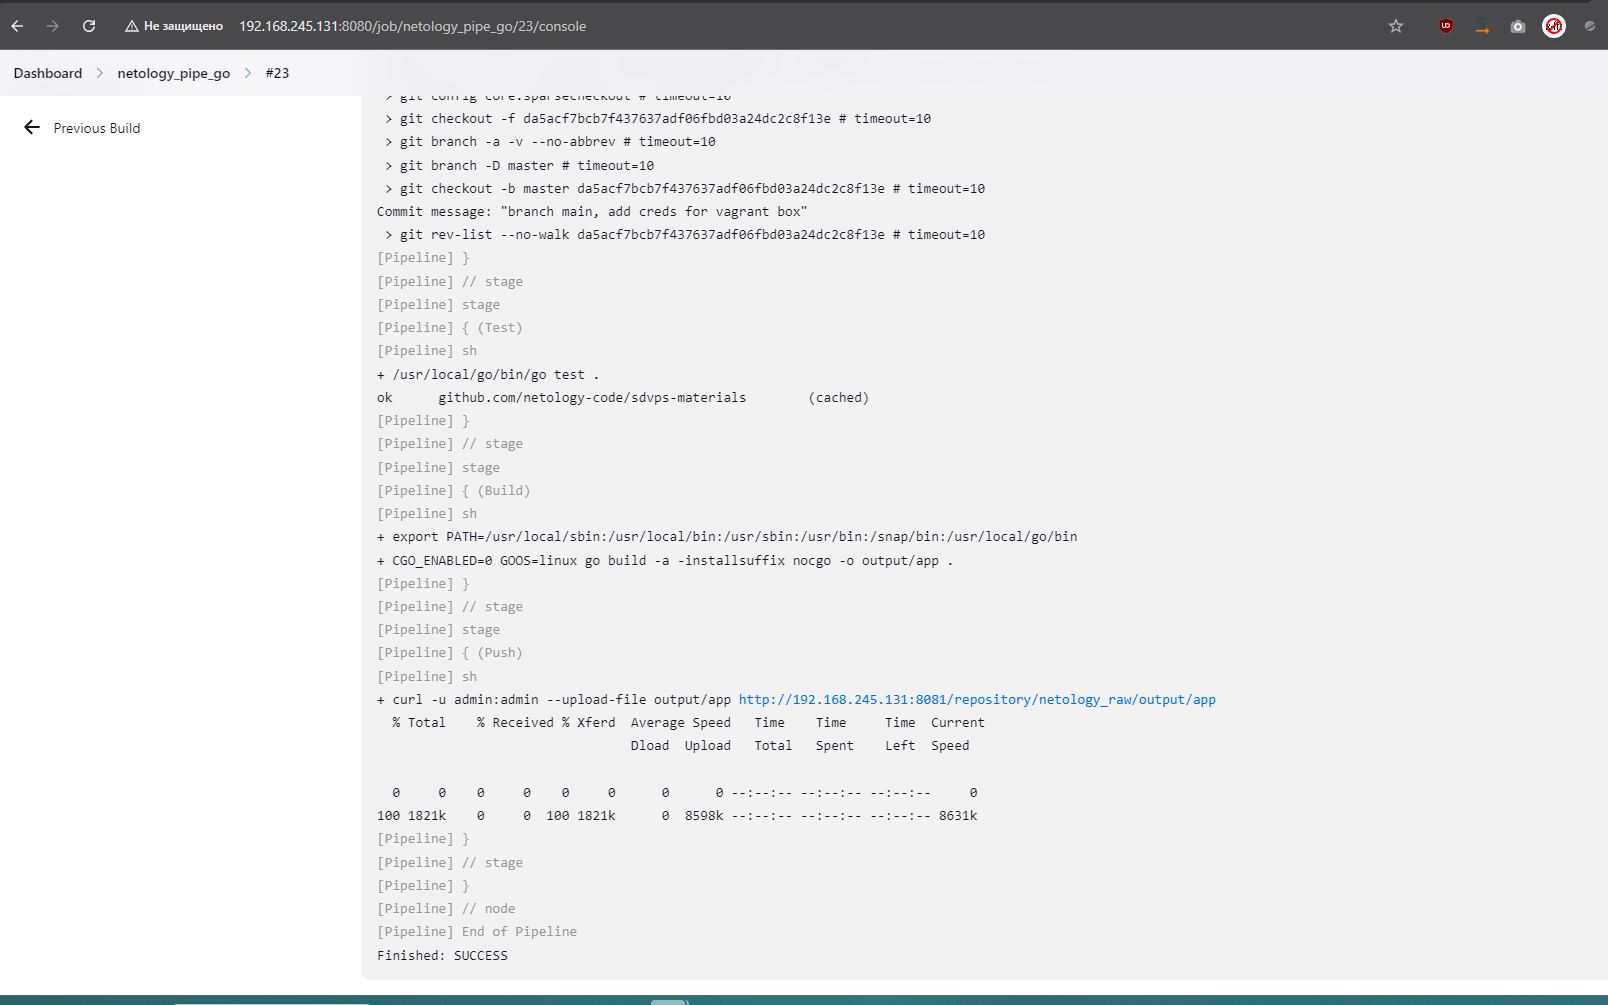 Не защищено 192.168.245.131:8080/job/netology_pipe_go/23/console
Dashboard > netology_pipe_go > #23
Previous Build
> git config core.sparsecheckout # timeout=10
> git checkout -f da5acf7bcb7f437637adf06fbd03a24dc2c8f13e # timeout=10
> git branch -a -v --no-abbrev # timeout=10
> git branch -D master # timeout=10
> git checkout -b master da5acf7bcb7f437637adf06fbd03a24dc2c8f13e # timeout=10
Commit message: "branch main, add creds for vagrant box"
> git rev-list --no-walk da5acf7bcb7f437637adf06fbd03a24dc2c8f13e # timeout=10
[Pipeline] }
[Pipeline] // stage
[Pipeline] stage
[Pipeline] { (Test)
[Pipeline] sh
+ /usr/local/go/bin/go test .
ok github.com/netology-code/sdvps-materials (cached)
[Pipeline] }
[Pipeline] // stage
[Pipeline] stage
[Pipeline] { (Build)
[Pipeline] sh
+ export PATH=/usr/local/sbin:/usr/local/bin:/usr/sbin:/usr/bin:/snap/bin:/usr/local/go/bin
+ CGO_ENABLED=0 GOOS=linux go build -a -installsuffix nocgo -o output/app .
[Pipeline] }
[Pipeline] // stage
[Pipeline] stage
[Pipeline] { (Push)
[Pipeline] sh
+ curl -u admin:admin --upload-file output/app http://192.168.245.131:8081/repository/netology_raw/output/app
% Total % Received % Xferd Average Speed Time Time Time Current
Dload Upload Total Spent Left Speed
0 0 0 0 0 0 0 0 --:--:-- --:--:-- --:--:-- 0
100 1821k 0 0 100 1821k 0 8598k --:--:-- --:--:-- --:--:-- 8631k
[Pipeline] }
[Pipeline] // stage
[Pipeline] }
[Pipeline] // node
[Pipeline] End of Pipeline
Finished: SUCCESS